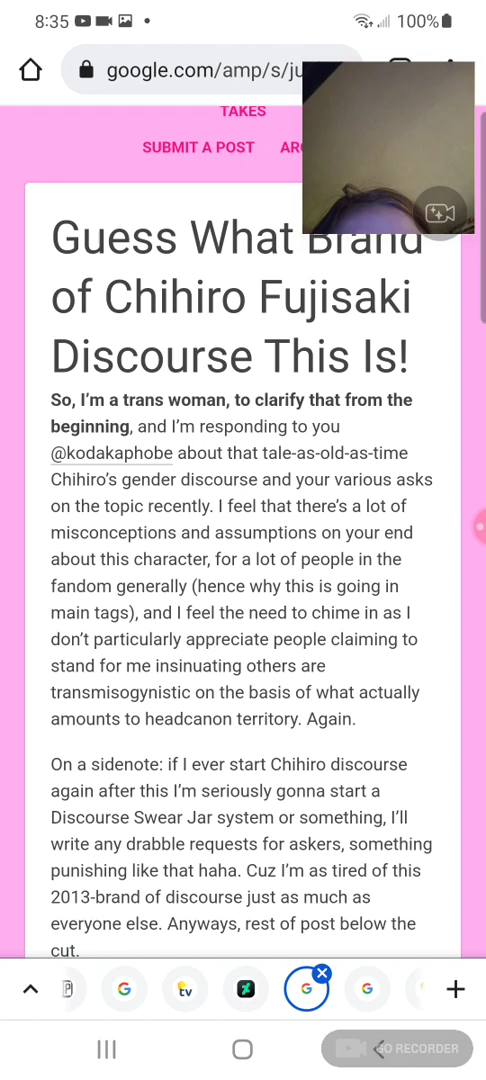 8:35
100%
google.com/amp/s/ju
TAKES
SUBMIT A POST
Guess What Brand
of Chihiro Fujisaki
Discourse This Is!
So, I'm a trans woman, to clarify that from the
beginning, and I'm responding to you
@kodakaphobe about that tale-as-old-as-time
Chihiro's gender discourse and your various asks
on the topic recently. I feel that there's a lot of
misconceptions and assumptions on your end
about this character, for a lot of people in the
fandom generally (hence why this is going in
main tags), and I feel the need to chime in as I
don't particularly appreciate people claiming to
stand for me insinuating others are
transmisogynistic on the basis of what actually
amounts to headcanon territory. Again.
On a sidenote: if I ever start Chihiro discourse
again after this I'm seriously gonna start a
Discourse Swear Jar system or something, I'll
write any drabble requests for askers, something
punishing like that haha. Cuz I'm as tired of this
2013-brand of discourse just as much as
everyone else. Anyways, rest of post below the
cut.
tv
GO RECORDER